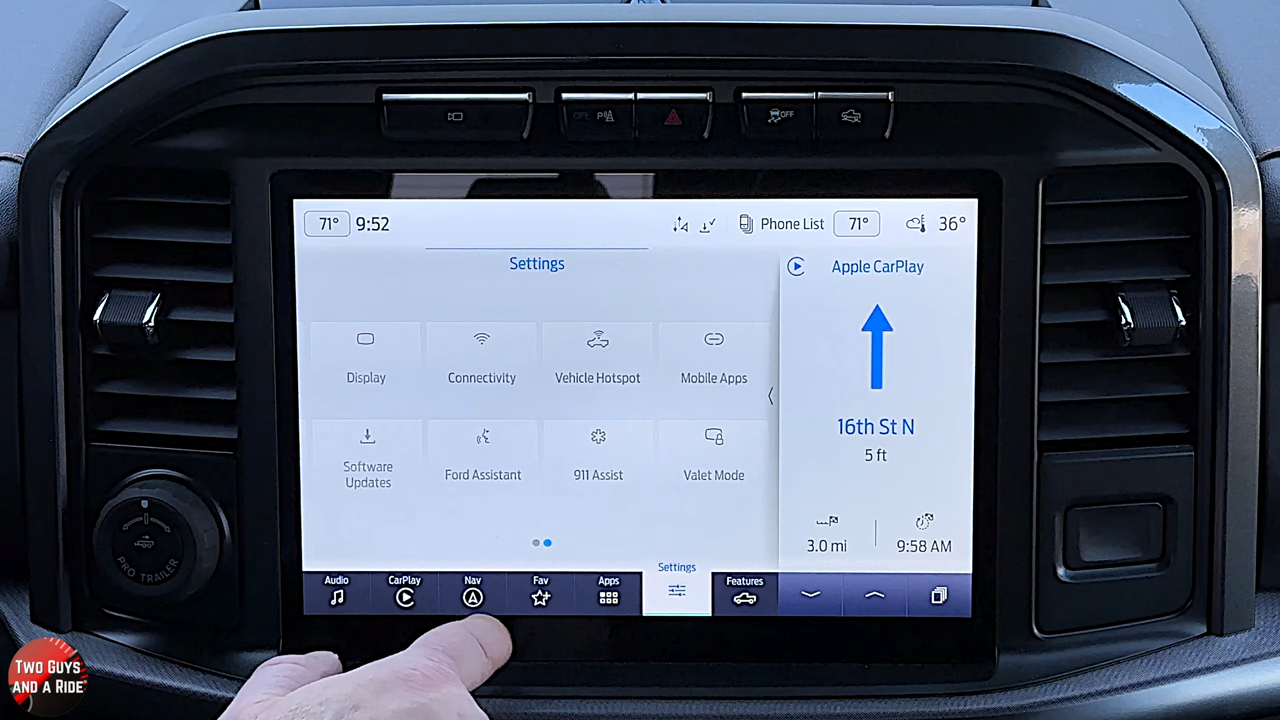 OFF
P
OFF
71° 9:52
Phone List 71° 36°
Settings
Apple CarPlay
Display
Connectivity
Vehicle Hotspot
Mobile Apps
16th St N
5 ft
Software
Updates
Ford Assistant
911 Assist
Valet Mode
3.0 mi
9:58 AM
PRO TRAILER
Audio
CarPlay
Nav
Fav
Apps
Settings
Features
TWO GUYS
AND A RIDE